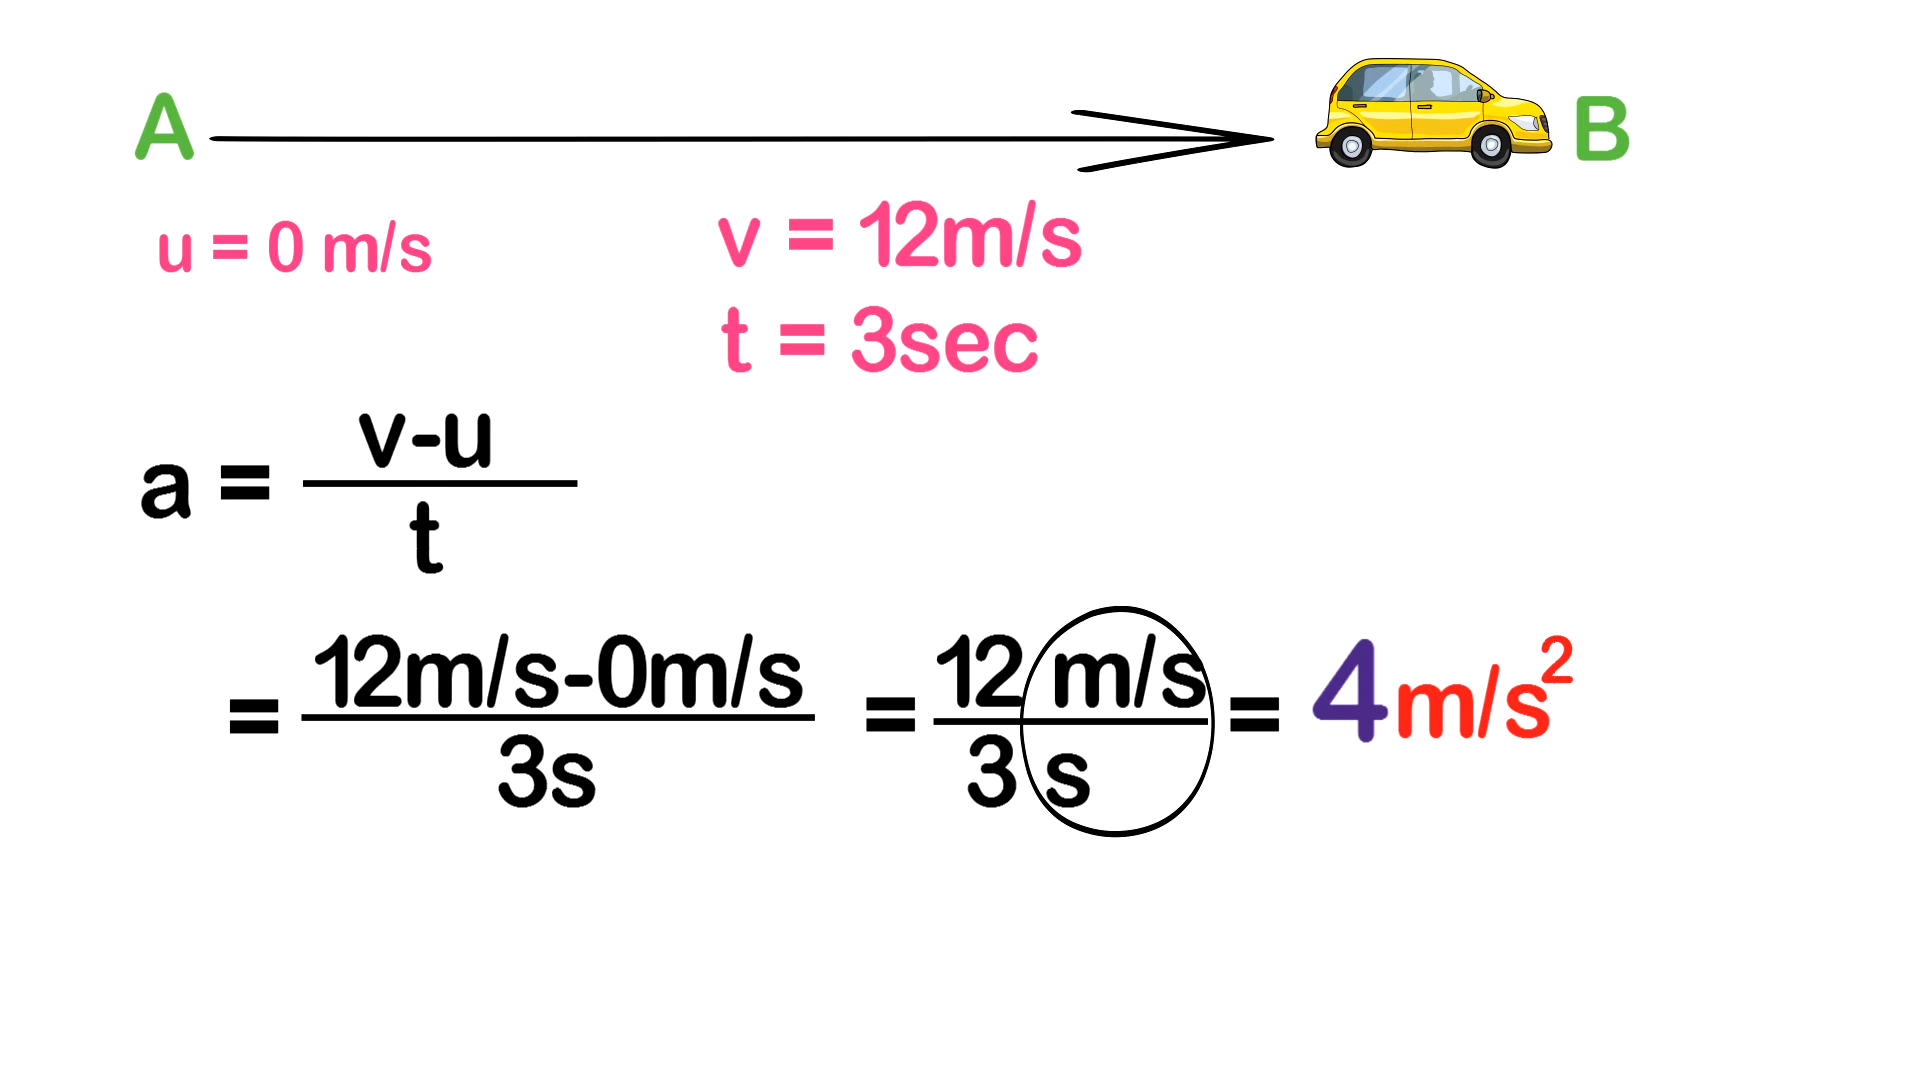 A B
u = 0 m/s
v = 12m/s
t = 3sec
a = v-u
t
= 12m/s-0m/s = 12 m/s = 4m/s²
3s 3 s